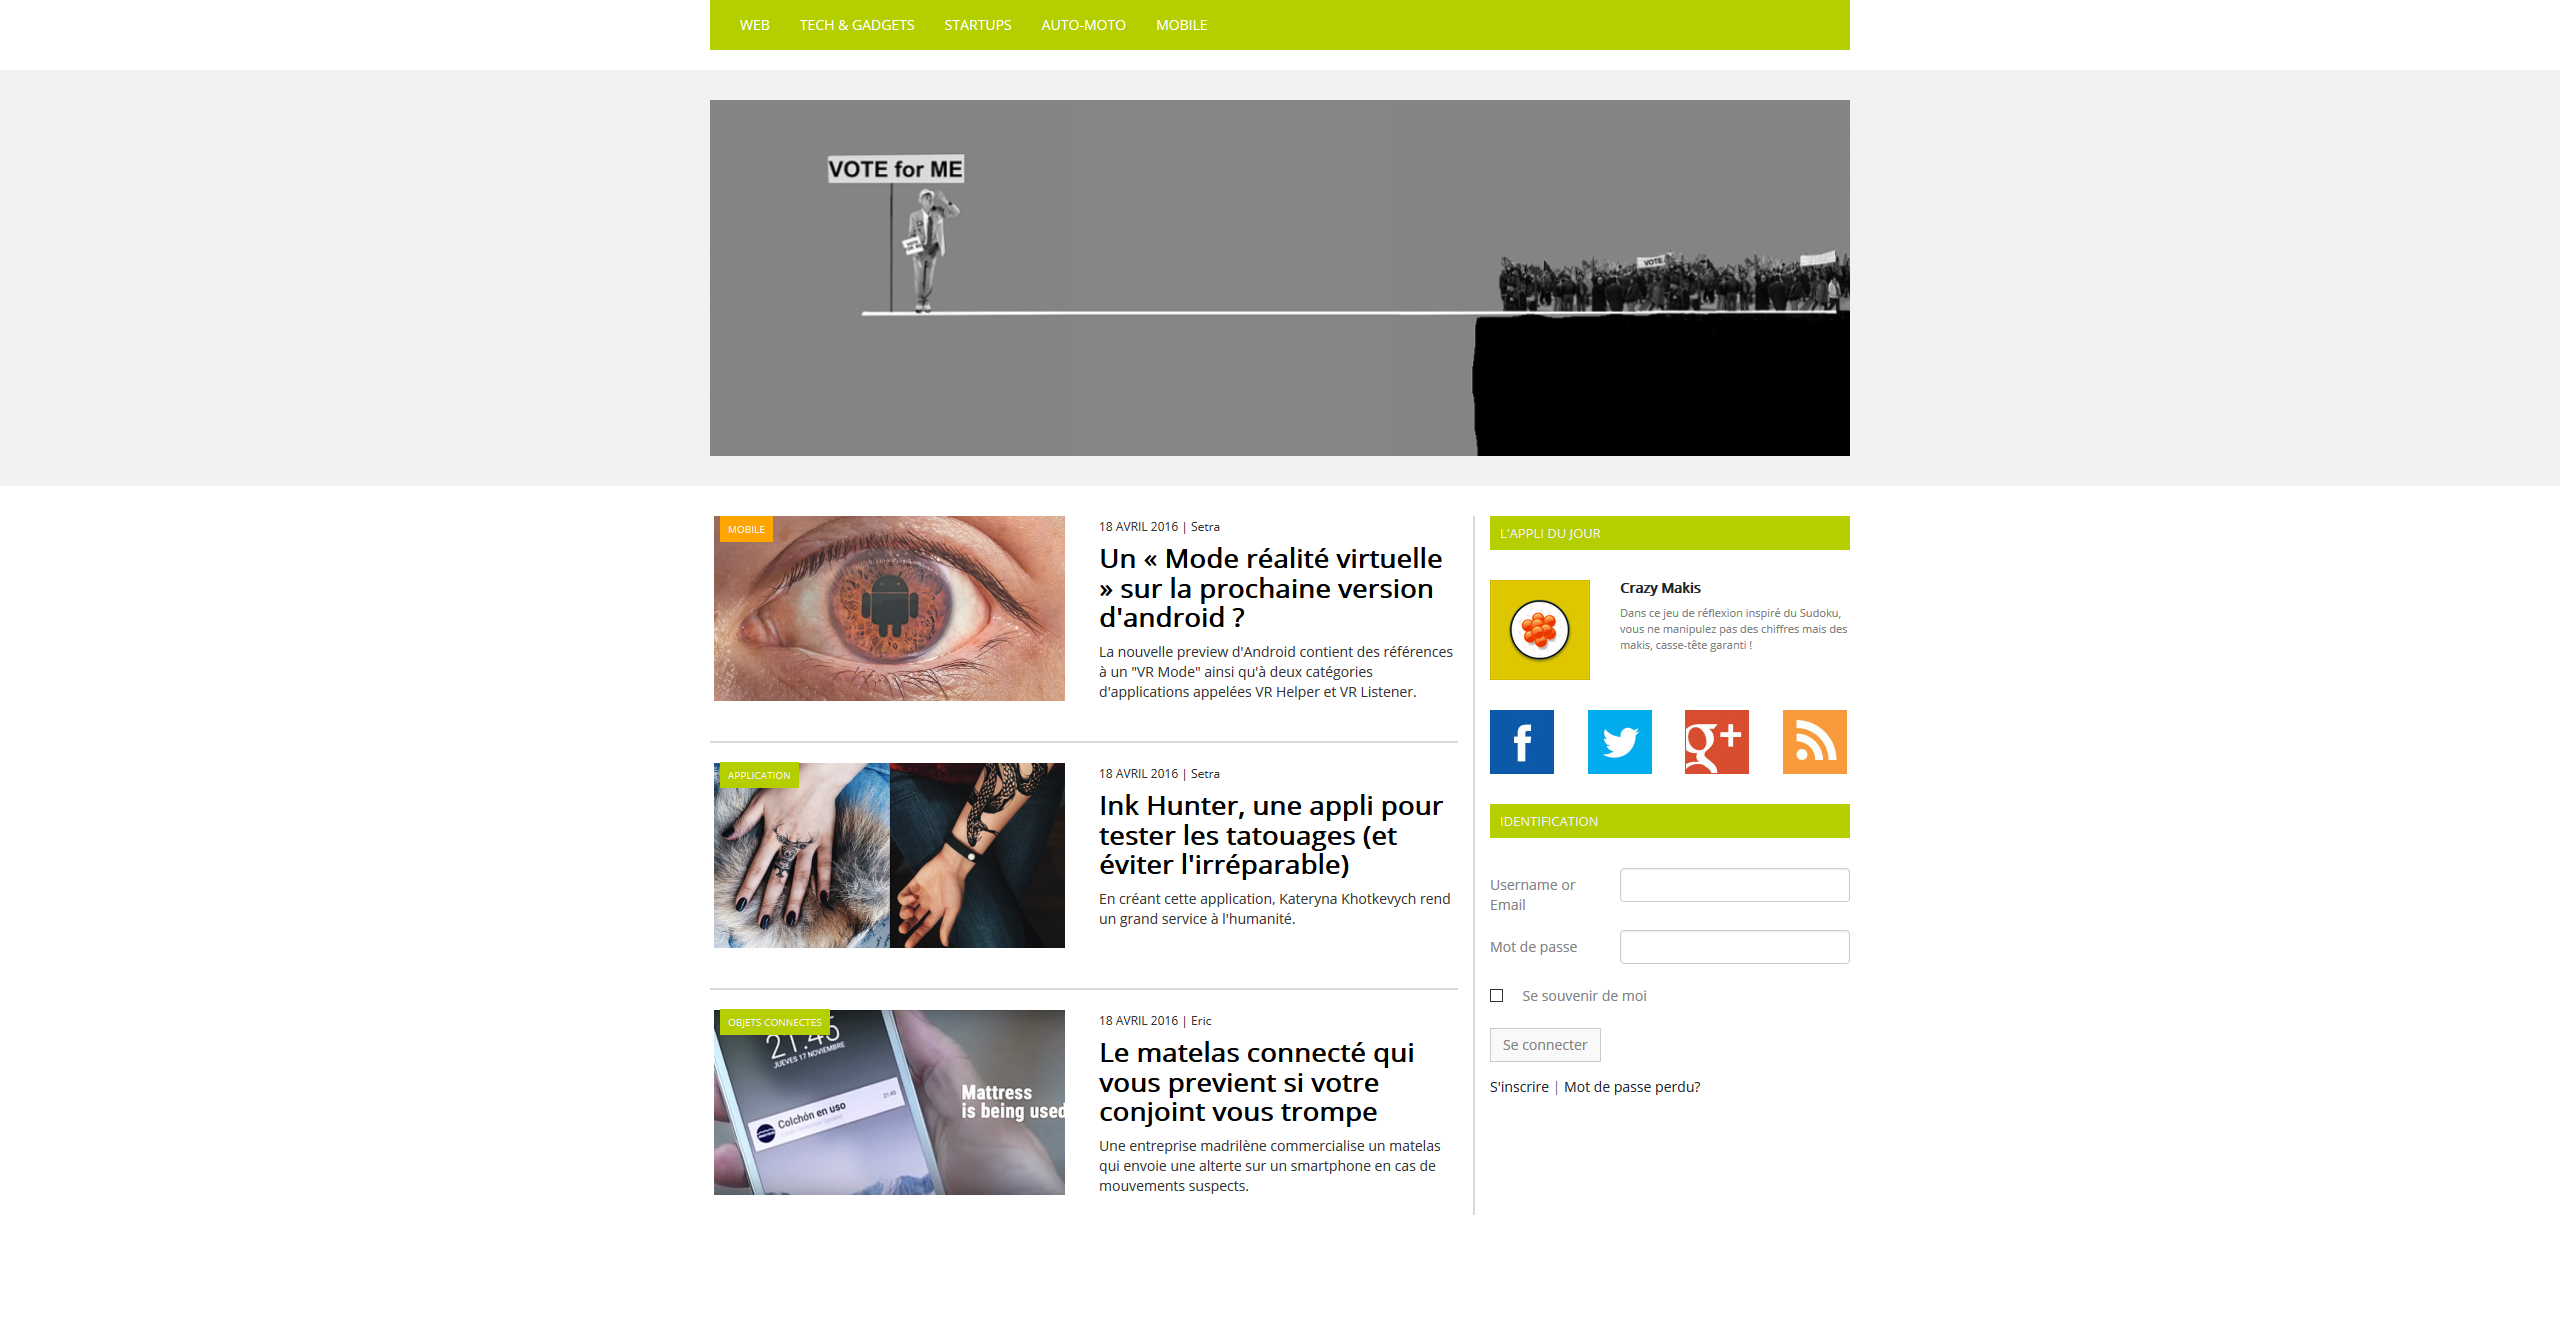 WEB TECH & GADGETS STARTUPS AUTO-MOTO MOBILE
VOTE for ME
VOTE
MOBILE
18 AVRIL 2016 | Setra
Un « Mode réalité virtuelle
» sur la prochaine version
d'android ?
La nouvelle preview d'Android contient des références
à un "VR Mode" ainsi qu'à deux catégories
d'applications appelées VR Helper et VR Listener.
APPLICATION
18 AVRIL 2016 | Setra
Ink Hunter, une appli pour
tester les tatouages (et
éviter l'irréparable)
En créant cette application, Kateryna Khotkevych rend
un grand service à l'humanité.
OBJETS CONNECTES
21:45
JUEVES 17 NOVIEMBRE
Colchón en uso
21:45
Mattress
is being used
18 AVRIL 2016 | Eric
Le matelas connecté qui
vous previent si votre
conjoint vous trompe
Une entreprise madrilène commercialise un matelas
qui envoie une alterte sur un smartphone en cas de
mouvements suspects.
L'APPLI DU JOUR
Crazy Makis
Dans ce jeu de réflexion inspiré du Sudoku,
vous ne manipulez pas des chiffres mais des
makis, casse-tête garanti !
f g+
IDENTIFICATION
Username or
Email
Mot de passe
Se souvenir de moi
Se connecter
S'inscrire | Mot de passe perdu?